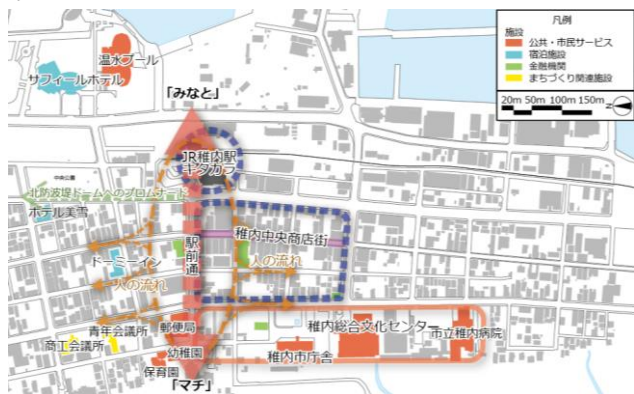 凡例
施設
公共・市民サービス
宿泊施設
金融機関
まちづくり関連施設
20m 50m 100m 150m
N
温水プール
サフィールホテル
「みなと」
JR稚内駅
キタカラ
中央公園
北防波堤ドームへのプロムナード
ホテル美雪
稚内中央商店街
駅前通
ドーミーイン
人の流れ
人の流れ
青年会議所
郵便局
稚内総合文化センター
市立稚内病院
商工会議所
幼稚園
稚内市庁舎
保育園
「マチ」